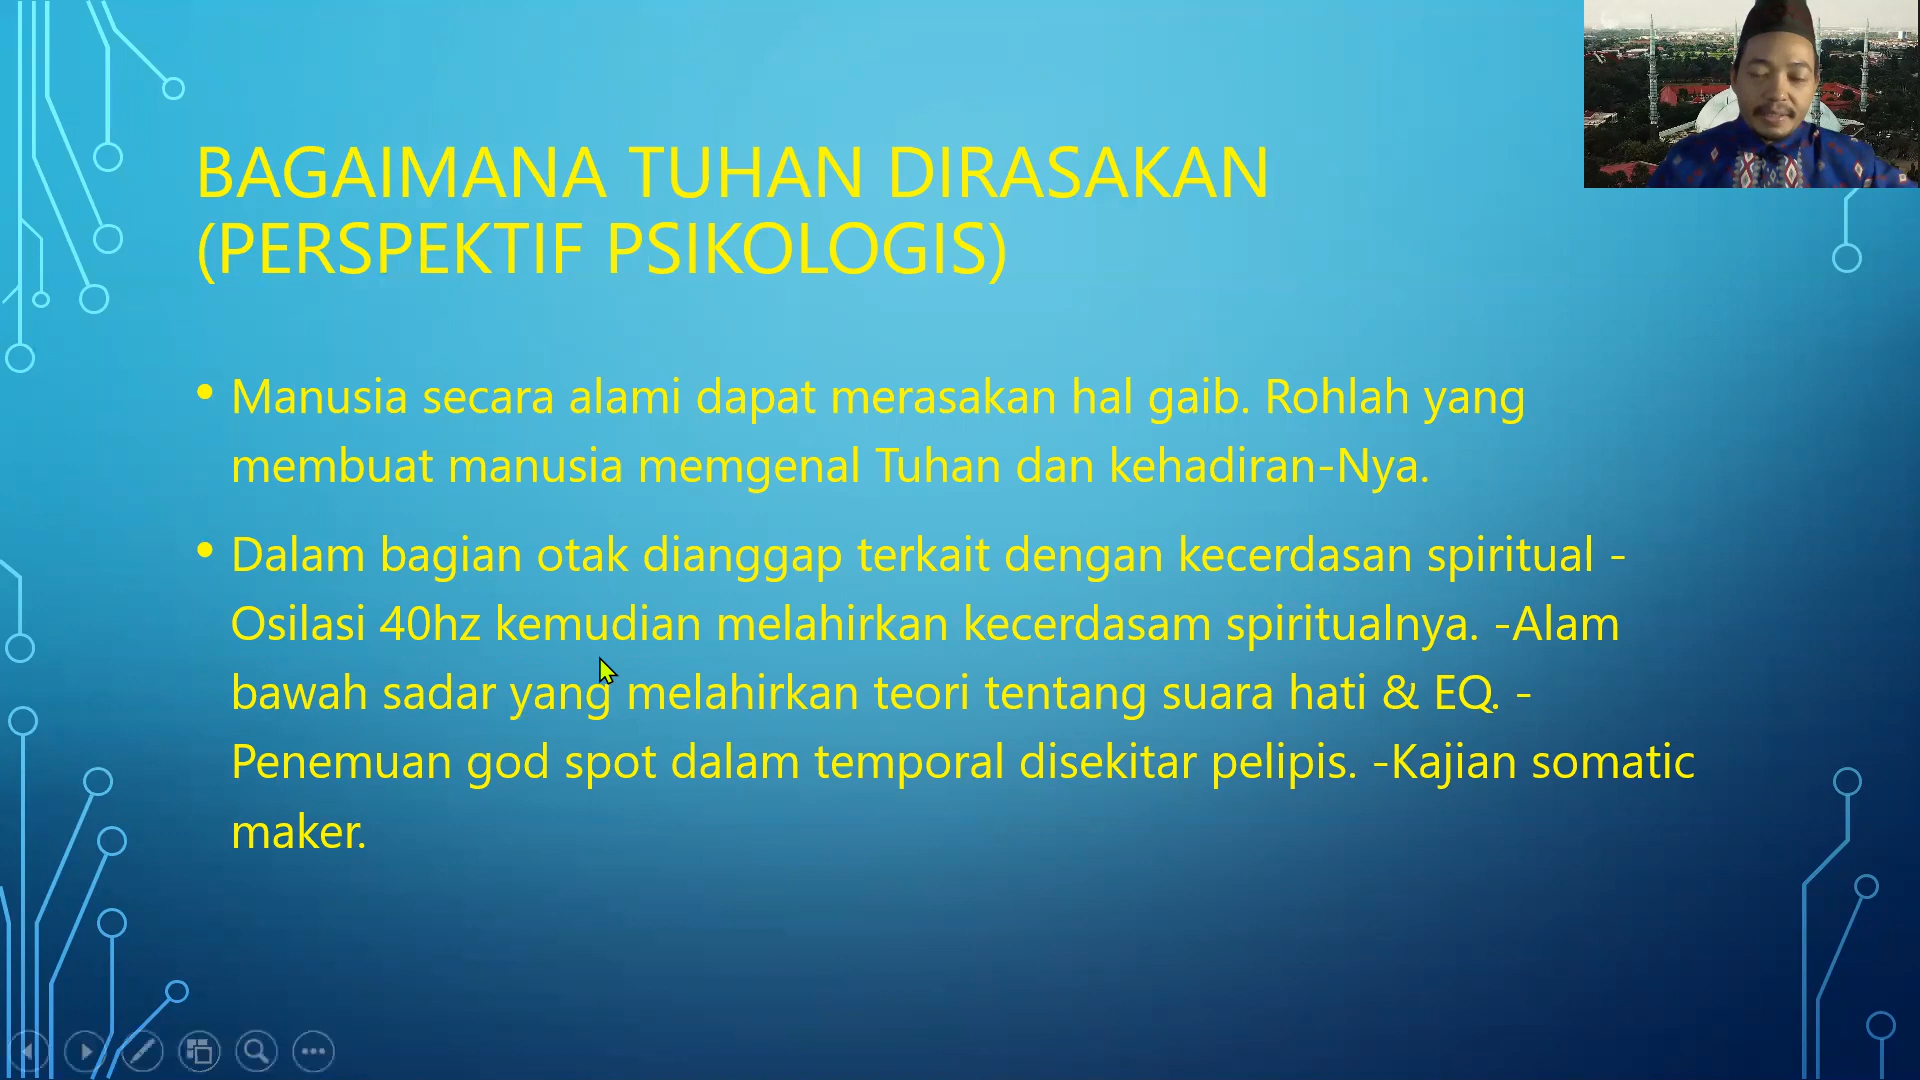 BAGAIMANA TUHAN DIRASAKAN
(PERSPEKTIF PSIKOLOGIS)
• Manusia secara alami dapat merasakan hal gaib. Rohlah yang
membuat manusia memgenal Tuhan dan kehadiran-Nya.
• Dalam bagian otak dianggap terkait dengan kecerdasan spiritual -
Osilasi 40hz kemudian melahirkan kecerdasam spiritualnya. -Alam
bawah sadar yang melahirkan teori tentang suara hati & EQ. -
Penemuan god spot dalam temporal disekitar pelipis. -Kajian somatic
maker.